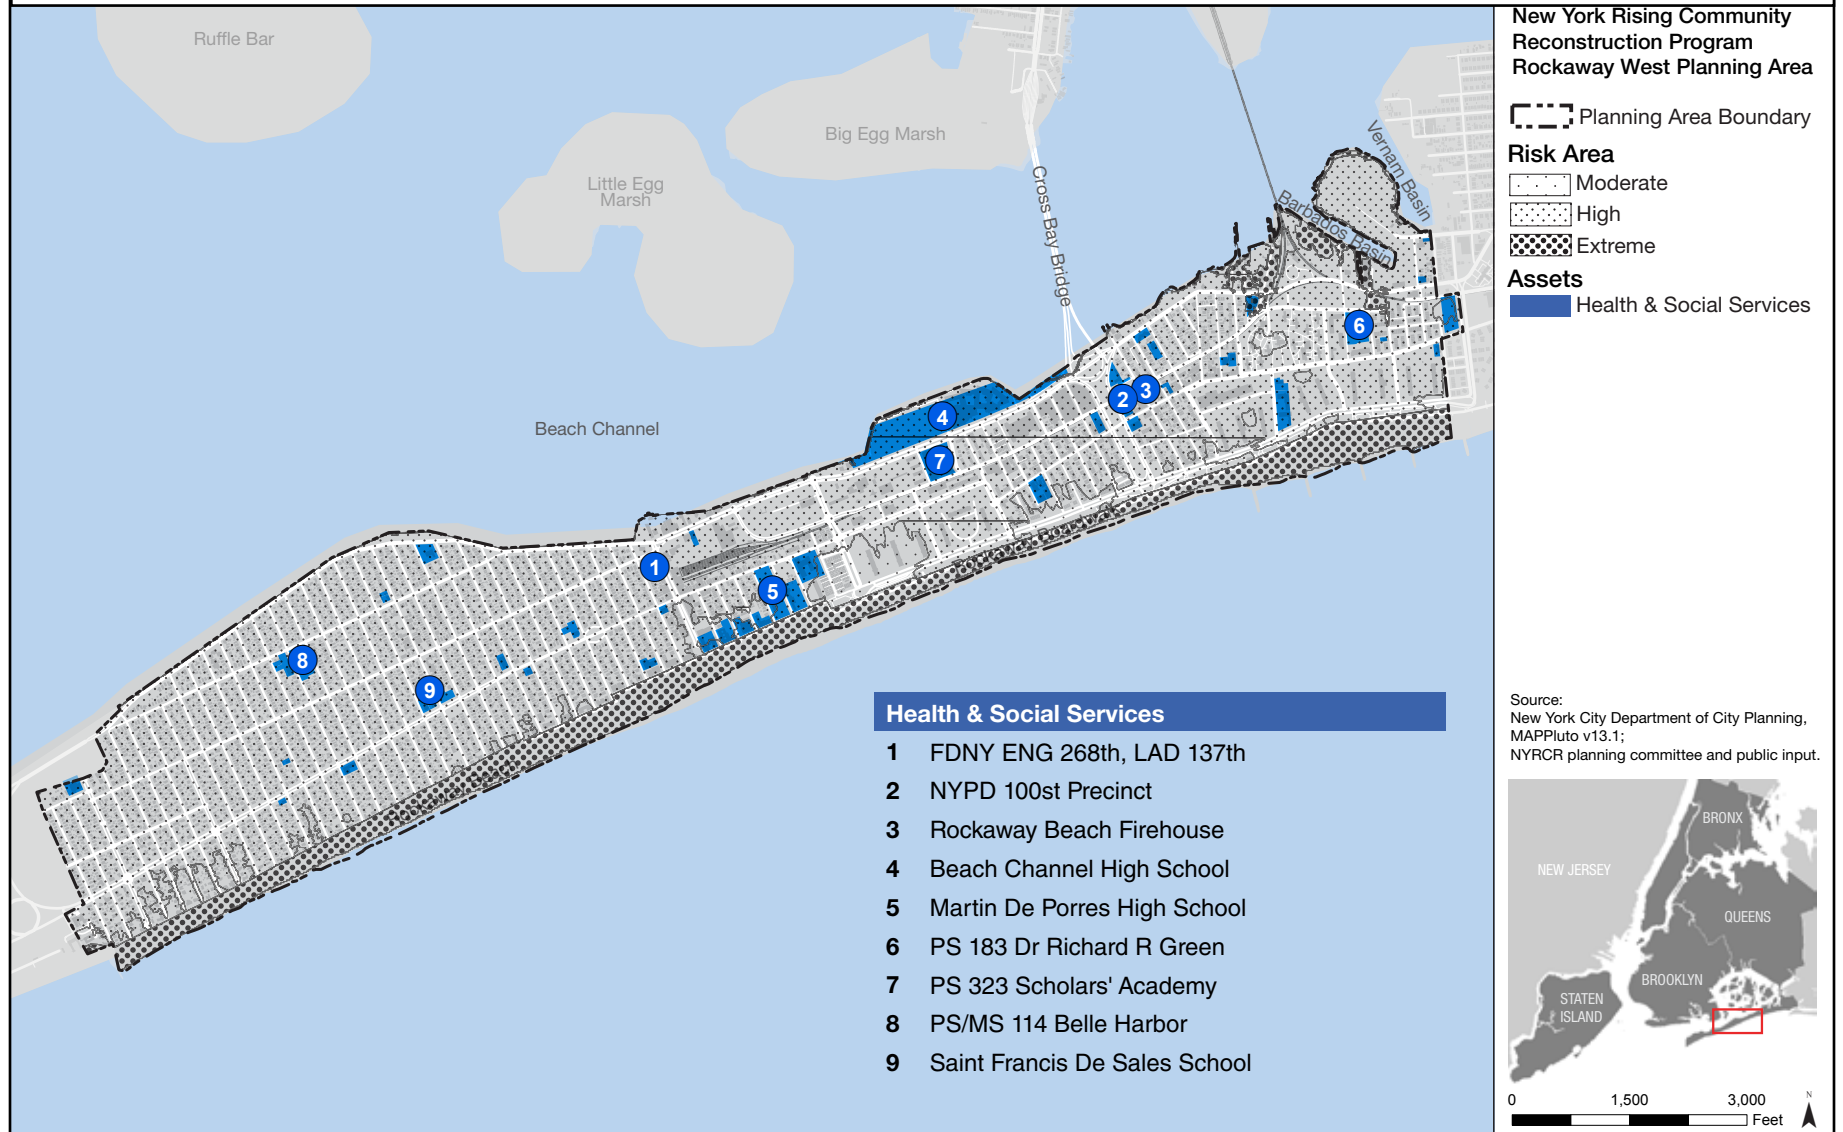 New York Rising Community
Reconstruction Program
Rockaway West Planning Area
Planning Area Boundary
Risk Area
Moderate
High
Extreme
Assets
Health & Social Services
Ruffle Bar
Big Egg Marsh
Little Egg
Marsh
Cross Bay Bridge
Vernam Basin
Barbados Basin
Beach Channel
6
3
2
4
7
1
5
8
9
Health & Social Services
1 FDNY ENG 268th, LAD 137th
2 NYPD 100st Precinct
3 Rockaway Beach Firehouse
4 Beach Channel High School
5 Martin De Porres High School
6 PS 183 Dr Richard R Green
7 PS 323 Scholars' Academy
8 PS/MS 114 Belle Harbor
9 Saint Francis De Sales School
Source:
New York City Department of City Planning,
MAPPluto v13.1;
NYRCR planning committee and public input.
BRONX
NEW JERSEY
QUEENS
BROOKLYN
STATEN
ISLAND
0 1,500 3,000
Feet
N